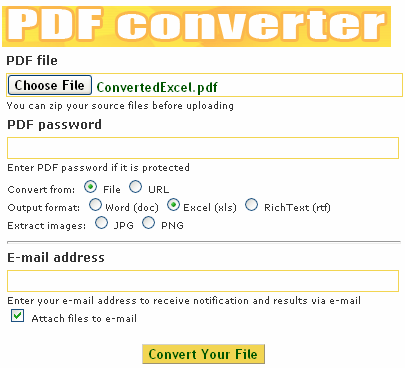 PDF converter
PDF file
Choose File ConvertedExcel.pdf
You can zip your source files before uploading
PDF password
Enter PDF password if it is protected
Convert from: File URL
Output format: Word (doc) Excel (xls) RichText (rtf)
Extract images: JPG PNG
E-mail address
Enter your e-mail address to receive notification and results via e-mail
Attach files to e-mail
Convert Your File